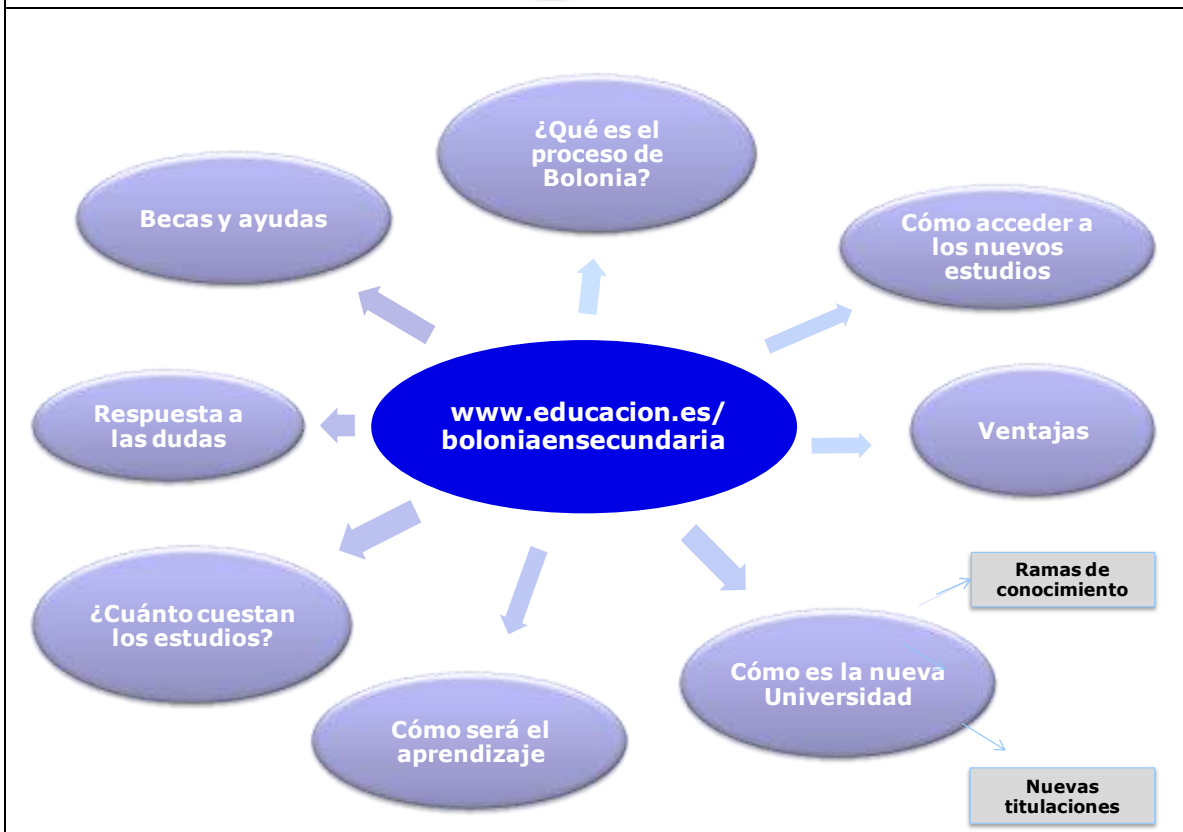 ¿Qué es el
proceso de
Bolonia?
Becas y ayudas
Cómo acceder a
los nuevos
estudios
www.educacion.es/
boloniaensecundaria
Respuesta a
las dudas
Ventajas
Ramas de
conocimiento
¿Cuánto cuestan
los estudios?
Cómo es la nueva
Universidad
Cómo será el
aprendizaje
Nuevas
titulaciones